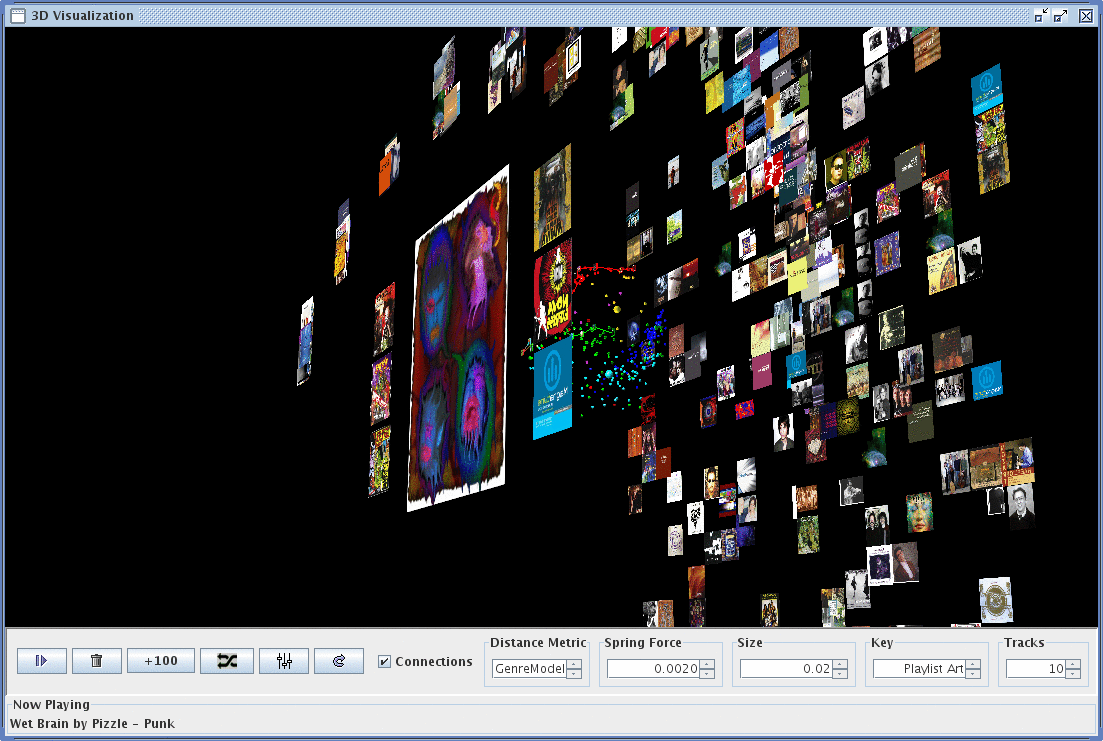 3D Visualization
+100
Connections
Distance Metric
GenreModel
Spring Force
0.0020
Size
0.02
Key
Playlist Art
Tracks
10
Now Playing
Wet Brain by Pizzle - Punk